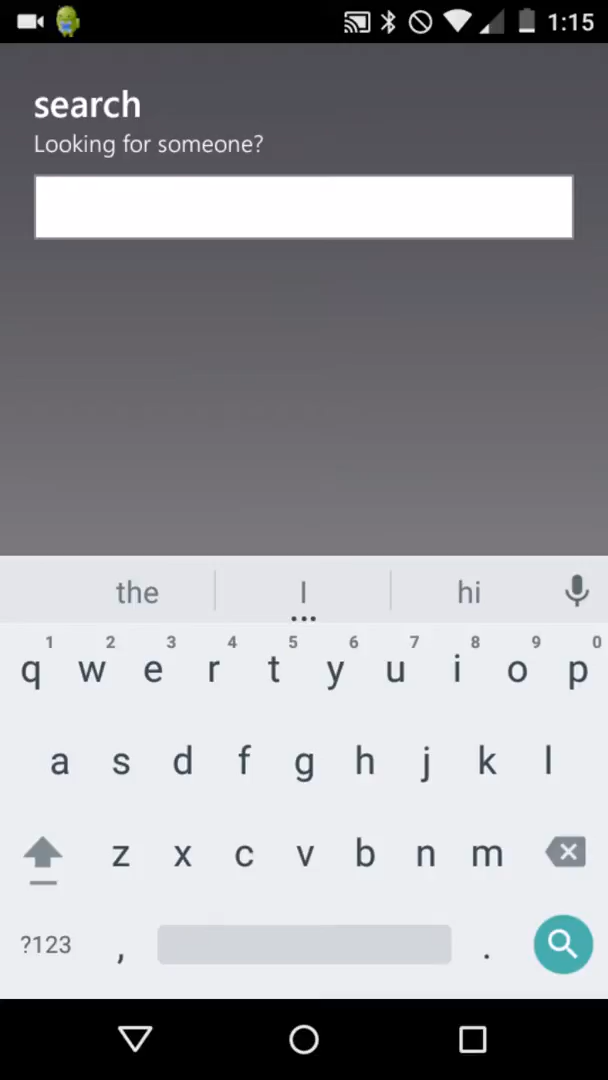 1:15
search
Looking for someone?
the I hi
1 2 3 4 5 6 7 8 9 0
q w e r t y u i o p
a s d f g h j k l
z x c v b n m
?123 , .